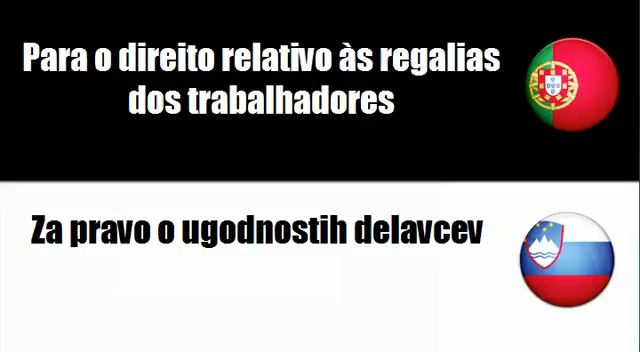 Para o direito relativo às regalias
dos trabalhadores
Za pravo o ugodnostih delavcev